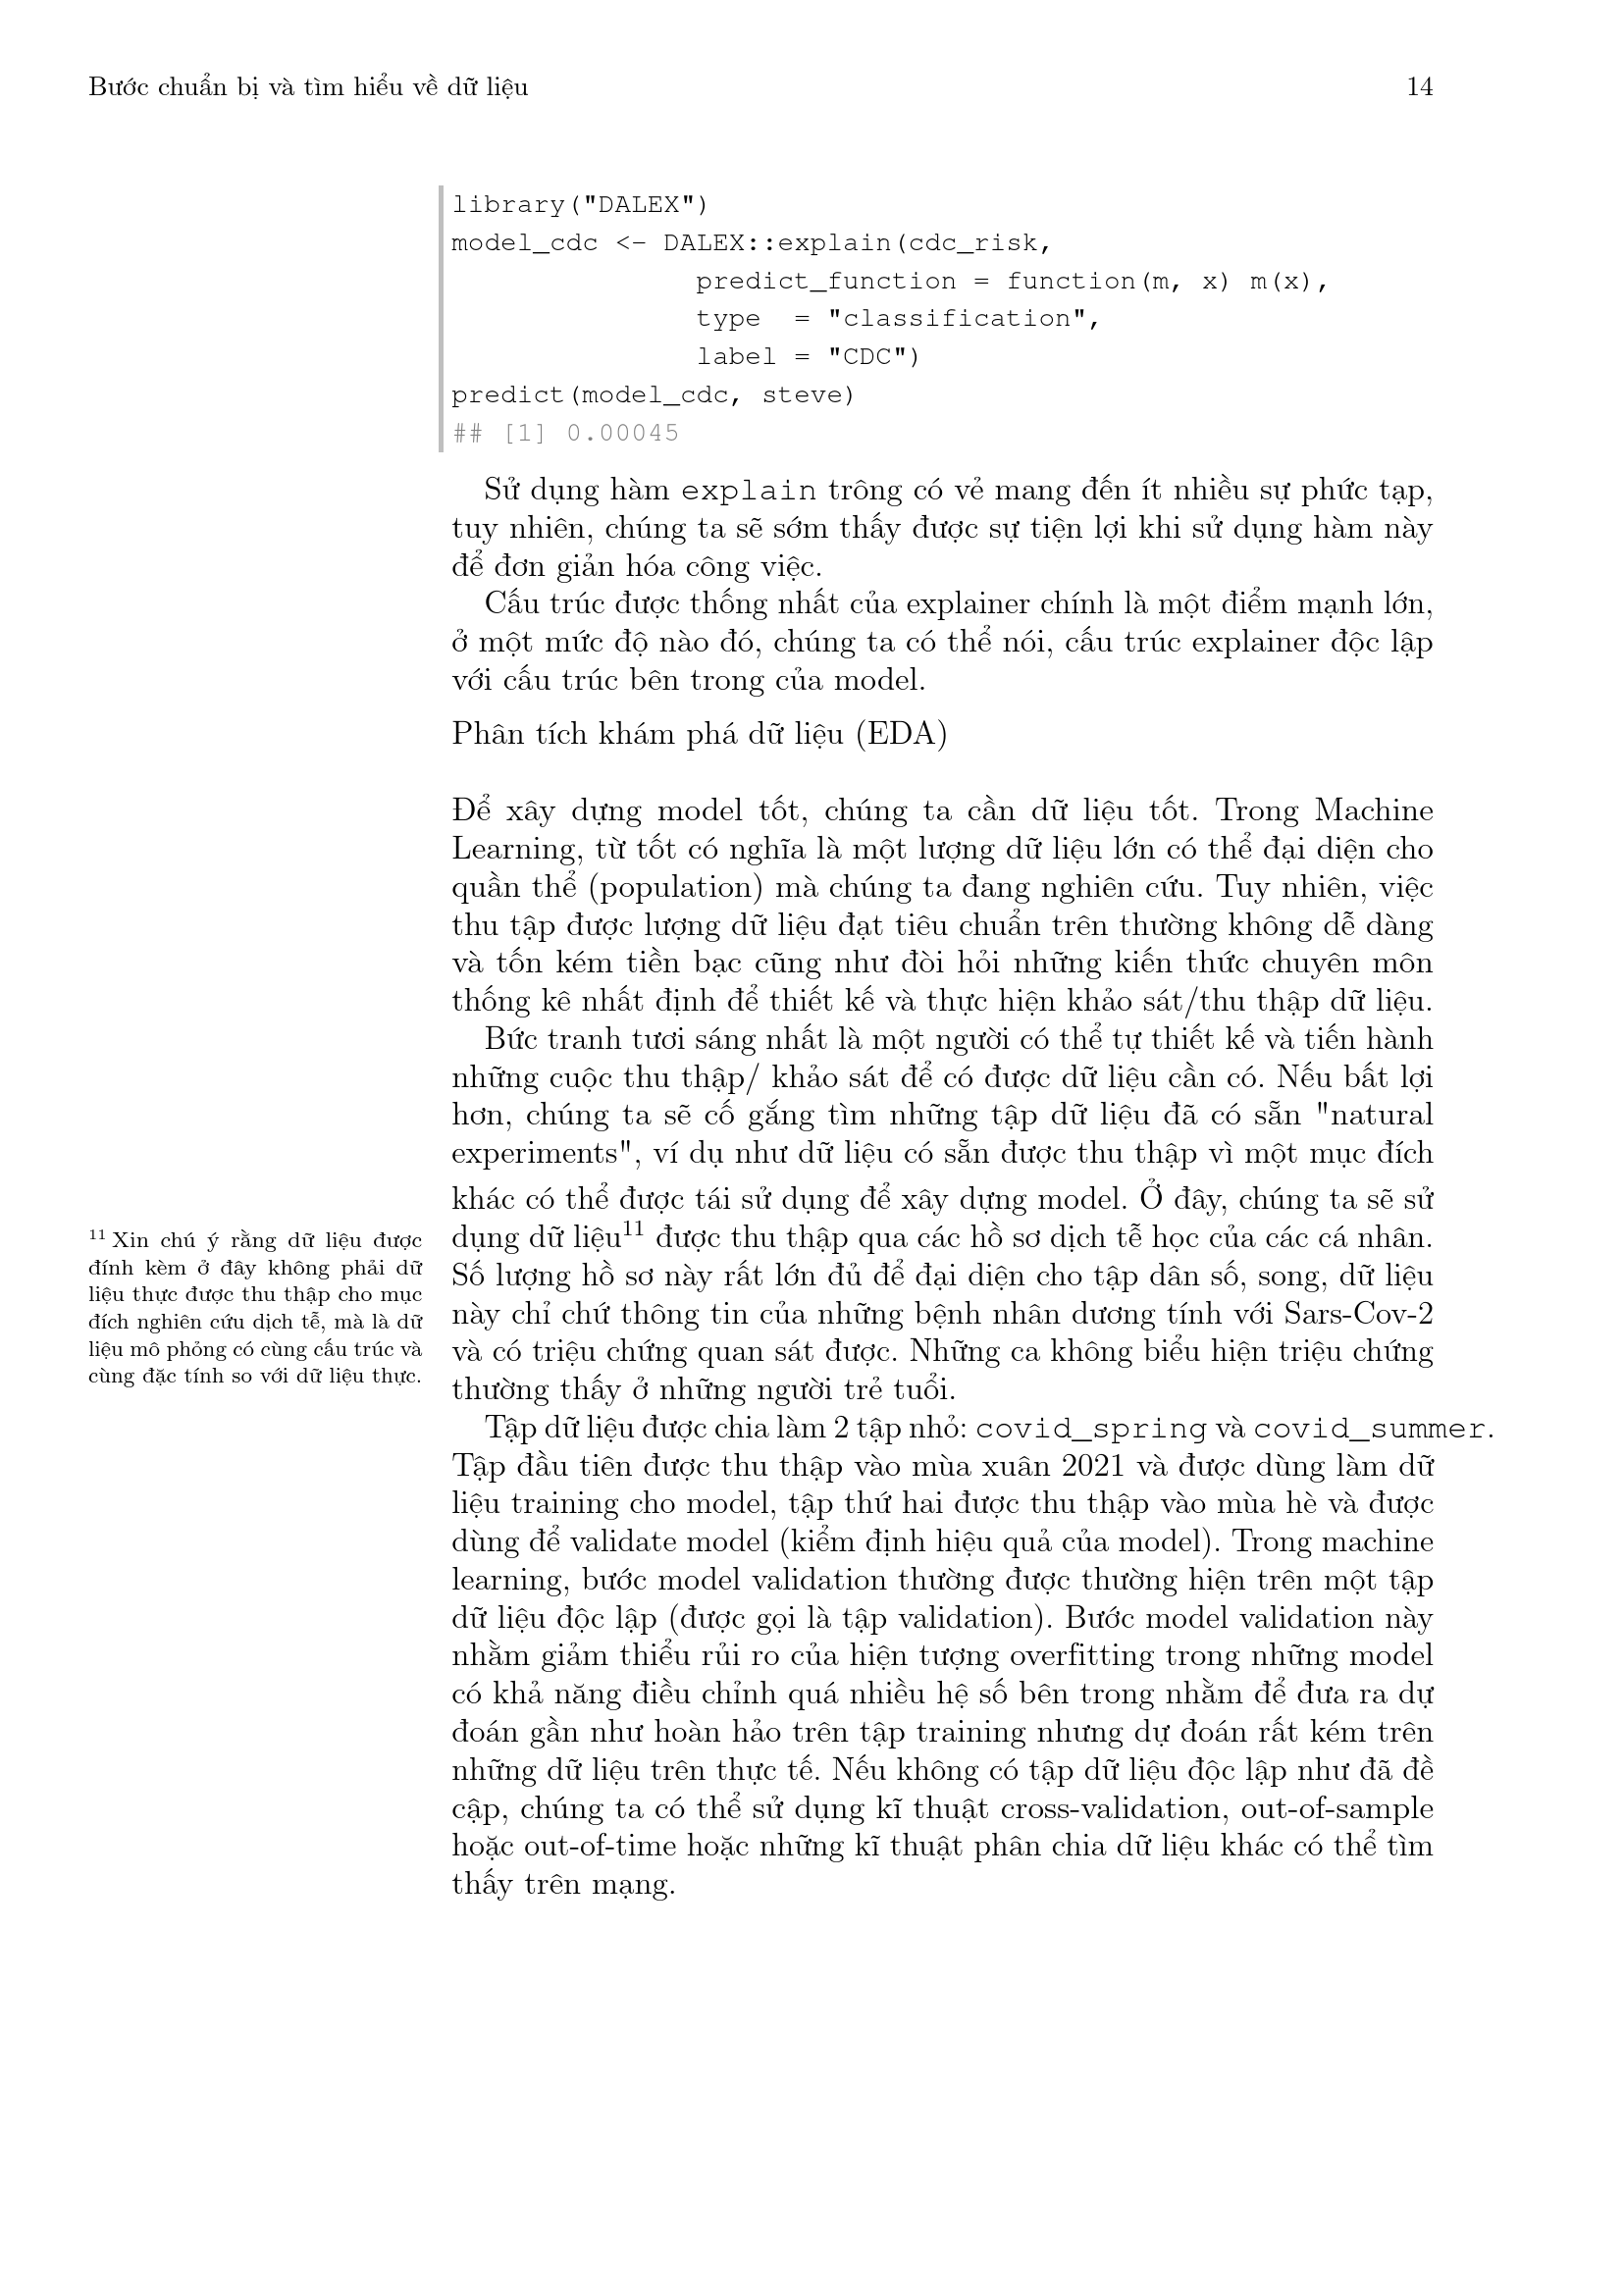 Bước chuẩn bị và tìm hiểu về dữ liệu 14
library("DALEX")
model_cdc <- DALEX::explain(cdc_risk,
               predict_function = function(m, x) m(x),
               type  = "classification",
               label = "CDC")
predict(model_cdc, steve)
## [1] 0.00045
Sử dụng hàm explain trông có vẻ mang đến ít nhiều sự phức tạp,
tuy nhiên, chúng ta sẽ sớm thấy được sự tiện lợi khi sử dụng hàm này
để đơn giản hóa công việc.
Cấu trúc được thống nhất của explainer chính là một điểm mạnh lớn,
ở một mức độ nào đó, chúng ta có thể nói, cấu trúc explainer độc lập
với cấu trúc bên trong của model.
Phân tích khám phá dữ liệu (EDA)
Để xây dựng model tốt, chúng ta cần dữ liệu tốt. Trong Machine
Learning, từ tốt có nghĩa là một lượng dữ liệu lớn có thể đại diện cho
quần thể (population) mà chúng ta đang nghiên cứu. Tuy nhiên, việc
thu tập được lượng dữ liệu đạt tiêu chuẩn trên thường không dễ dàng
và tốn kém tiền bạc cũng như đòi hỏi những kiến thức chuyên môn
thống kê nhất định để thiết kế và thực hiện khảo sát/thu thập dữ liệu.
Bức tranh tươi sáng nhất là một người có thể tự thiết kế và tiến hành
những cuộc thu thập/ khảo sát để có được dữ liệu cần có. Nếu bất lợi
hơn, chúng ta sẽ cố gắng tìm những tập dữ liệu đã có sẵn "natural
experiments", ví dụ như dữ liệu có sẵn được thu thập vì một mục đích
khác có thể được tái sử dụng để xây dựng model. Ở đây, chúng ta sẽ sử
dụng dữ liệu11 được thu thập qua các hồ sơ dịch tễ học của các cá nhân.
Số lượng hồ sơ này rất lớn đủ để đại diện cho tập dân số, song, dữ liệu
này chỉ chứ thông tin của những bệnh nhân dương tính với Sars-Cov-2
và có triệu chứng quan sát được. Những ca không biểu hiện triệu chứng
thường thấy ở những người trẻ tuổi.
11 Xin chú ý rằng dữ liệu được
đính kèm ở đây không phải dữ
liệu thực được thu thập cho mục
đích nghiên cứu dịch tễ, mà là dữ
liệu mô phỏng có cùng cấu trúc và
cùng đặc tính so với dữ liệu thực.
Tập dữ liệu được chia làm 2 tập nhỏ: covid_spring và covid_summer.
Tập đầu tiên được thu thập vào mùa xuân 2021 và được dùng làm dữ
liệu training cho model, tập thứ hai được thu thập vào mùa hè và được
dùng để validate model (kiểm định hiệu quả của model). Trong machine
learning, bước model validation thường được thường hiện trên một tập
dữ liệu độc lập (được gọi là tập validation). Bước model validation này
nhằm giảm thiểu rủi ro của hiện tượng overfitting trong những model
có khả năng điều chỉnh quá nhiều hệ số bên trong nhằm để đưa ra dự
đoán gần như hoàn hảo trên tập training nhưng dự đoán rất kém trên
những dữ liệu trên thực tế. Nếu không có tập dữ liệu độc lập như đã đề
cập, chúng ta có thể sử dụng kĩ thuật cross-validation, out-of-sample
hoặc out-of-time hoặc những kĩ thuật phân chia dữ liệu khác có thể tìm
thấy trên mạng.